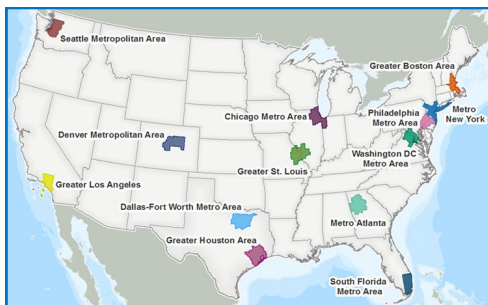 Seattle Metropolitan Area
Greater Boston Area
Metro
New York
Philadelphia
Metro Area
Chicago Metro Area
Denver Metropolitan Area
Washington DC
Metro Area
Greater St. Louis
Greater Los Angeles
Dallas-Fort Worth Metro Area
Metro Atlanta
Greater Houston Area
South Florida
Metro Area